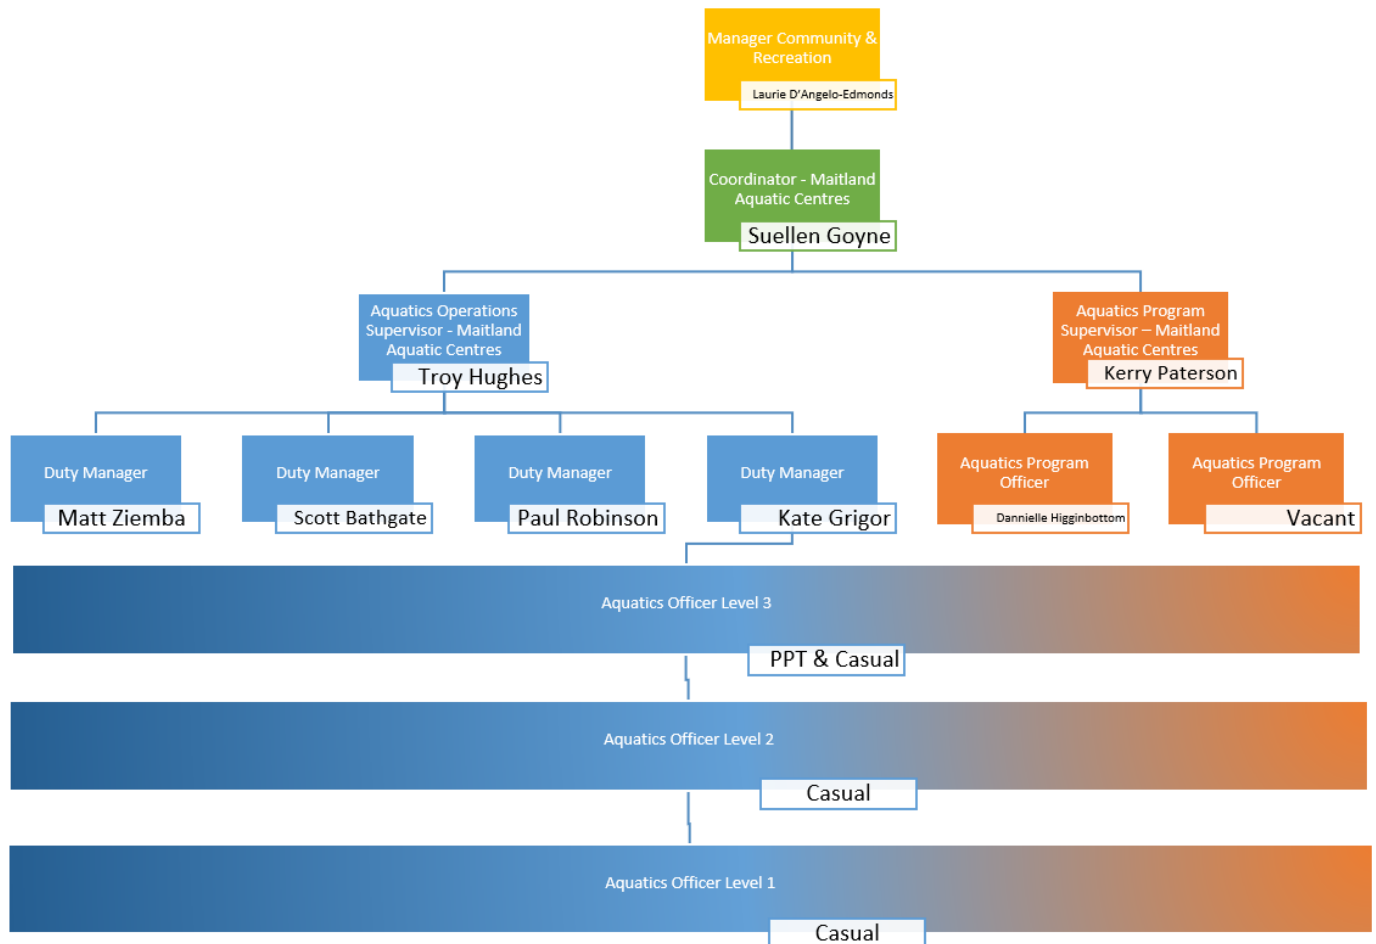 Manager Community &
Recreation
Laurie D'Angelo-Edmonds
Coordinator - Maitland
Aquatic Centres
Suellen Goyne
Aquatics Operations
Supervisor - Maitland
Aquatic Centres
Troy Hughes
Aquatics Program
Supervisor – Maitland
Aquatic Centres
Kerry Paterson
Duty Manager
Matt Ziemba
Duty Manager
Scott Bathgate
Duty Manager
Paul Robinson
Duty Manager
Kate Grigor
Aquatics Program
Officer
Dannielle Higginbottom
Aquatics Program
Officer
Vacant
Aquatics Officer Level 3
PPT & Casual
Aquatics Officer Level 2
Casual
Aquatics Officer Level 1
Casual